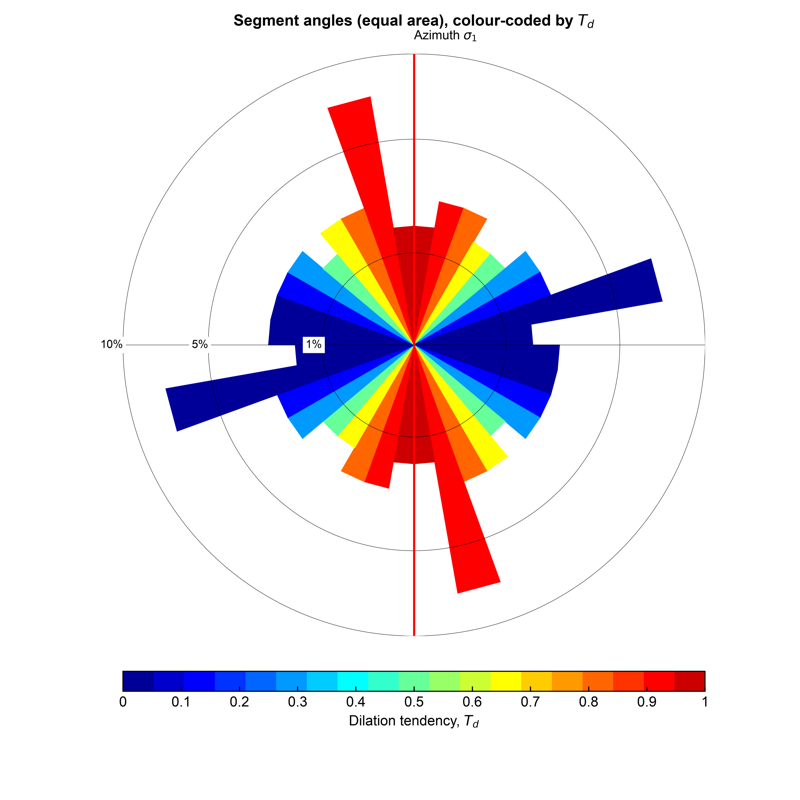 Segment angles (equal area), colour-coded by T_d
Azimuth σ₁
10%
5%
1%
0 0.1 0.2 0.3 0.4 0.5 0.6 0.7 0.8 0.9 1
Dilation tendency, T_d